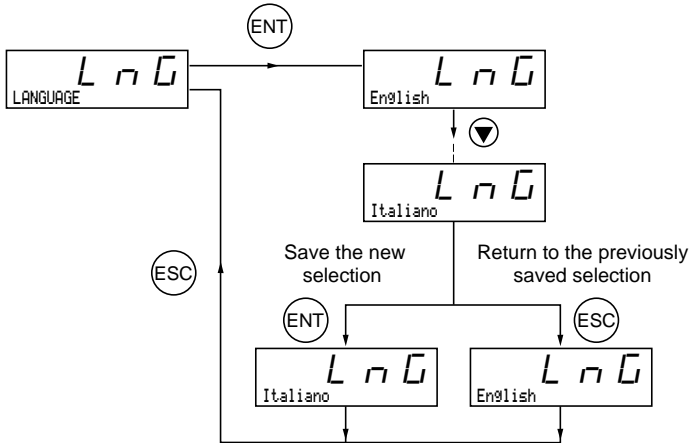 ENT
LnG
LANGUAGE
LnG
English
LnG
Italiano
Save the new
selection
Return to the previously
saved selection
ESC
ENT
ESC
LnG
Italiano
LnG
English